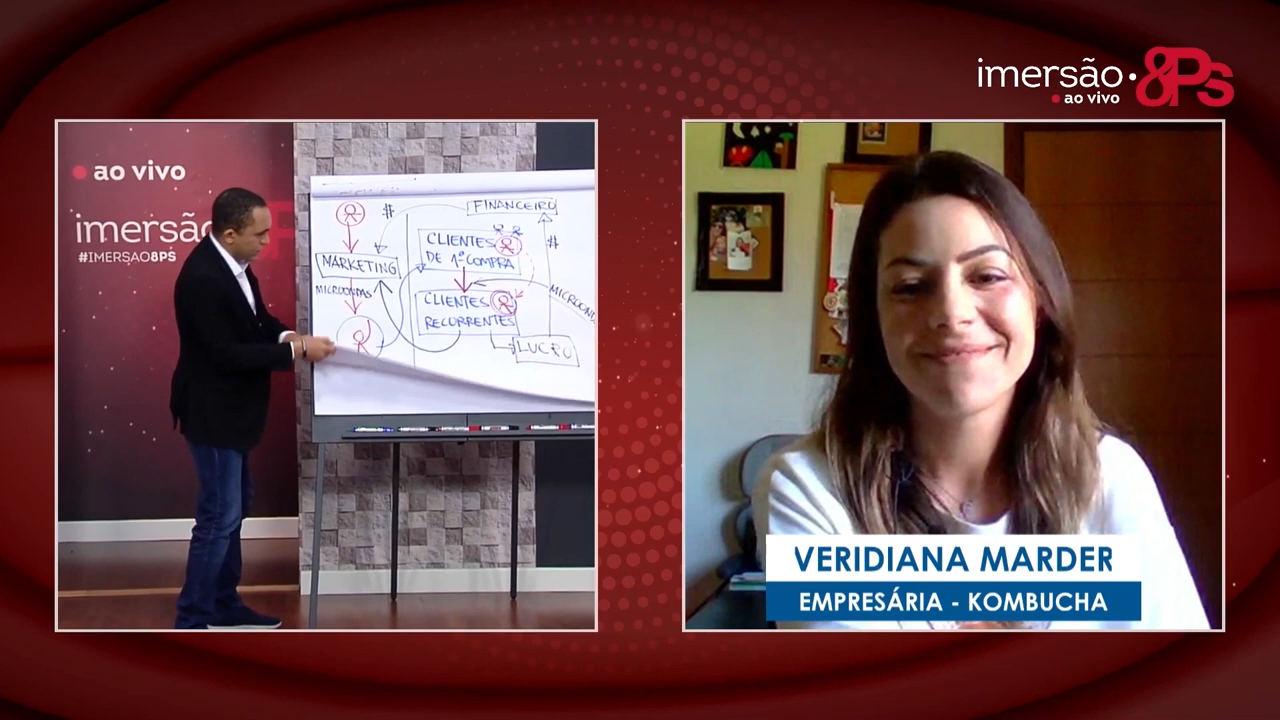 imersão 8Ps
ao vivo
ao vivo
imersão
#IMERSAO8PS
FINANCEIRO
#
CLIENTES
DE 1ª COMPRA
#
MARKETING
MICROONDAS
CLIENTES
RECORRENTES
LUCRO
VERIDIANA MARDER
EMPRESÁRIA - KOMBUCHA